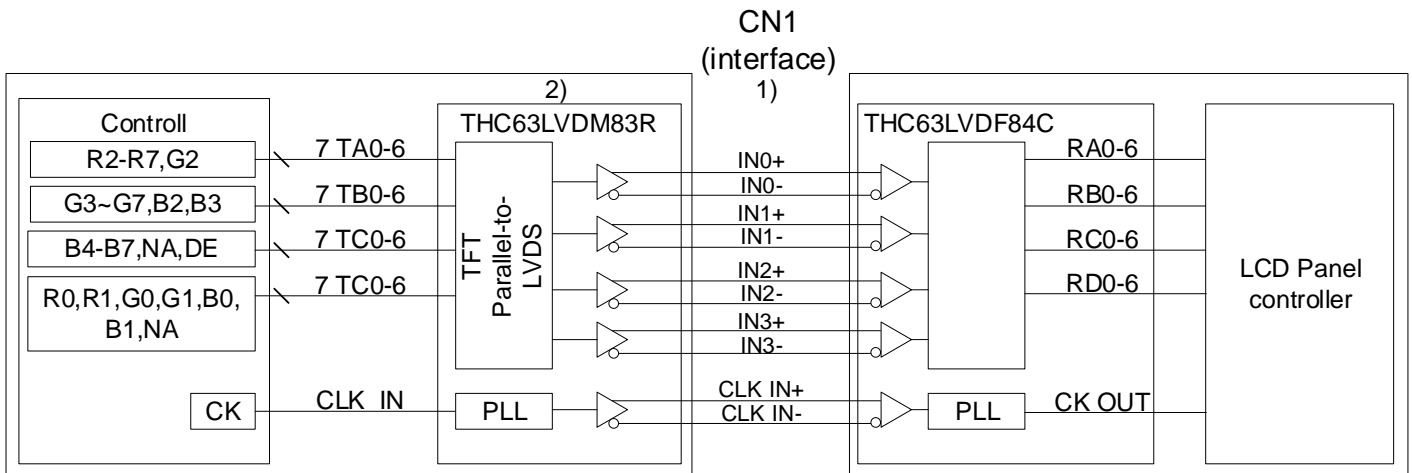 CN1
(interface)
1)
2)
Controll
R2-R7,G2
G3~G7,B2,B3
B4-B7,NA,DE
R0,R1,G0,G1,B0,
B1,NA
CK
7 TA0-6
7 TB0-6
7 TC0-6
7 TC0-6
CLK IN
THC63LVDM83R
TFT
Parallel-to-
LVDS
PLL
IN0+
IN0-
IN1+
IN1-
IN2+
IN2-
IN3+
IN3-
CLK IN+
CLK IN-
THC63LVDF84C
PLL
RA0-6
RB0-6
RC0-6
RD0-6
CK OUT
LCD Panel
controller